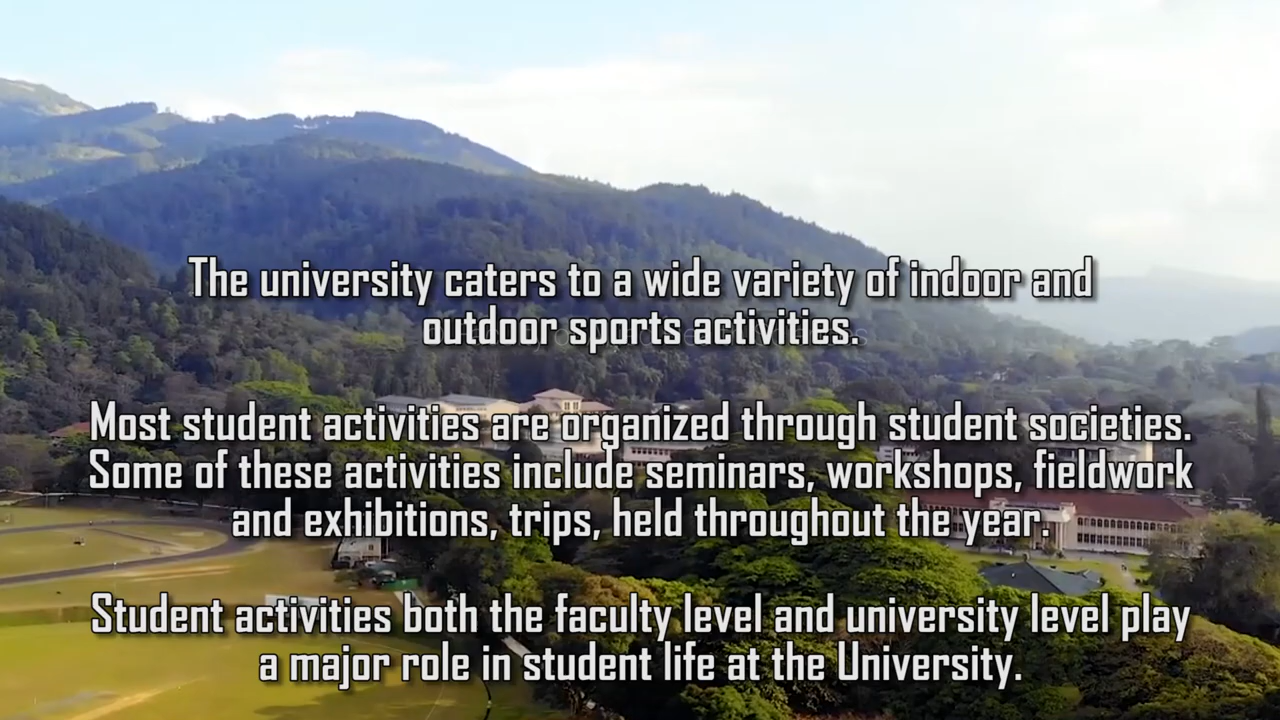 The university caters to a wide variety of indoor and
outdoor sports activities.
Most student activities are organized through student societies.
Some of these activities include seminars, workshops, fieldwork
and exhibitions, trips, held throughout the year.
Student activities both the faculty level and university level play
a major role in student life at the University.